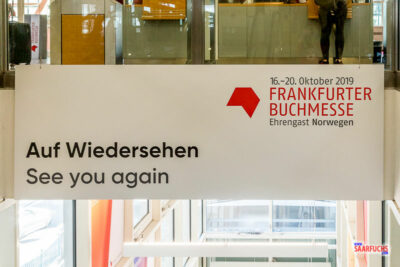 16.–20. Oktober 2019
FRANKFURTER
BUCHMESSE
Ehrengast Norwegen
Auf Wiedersehen
See you again
SAARFUCHS